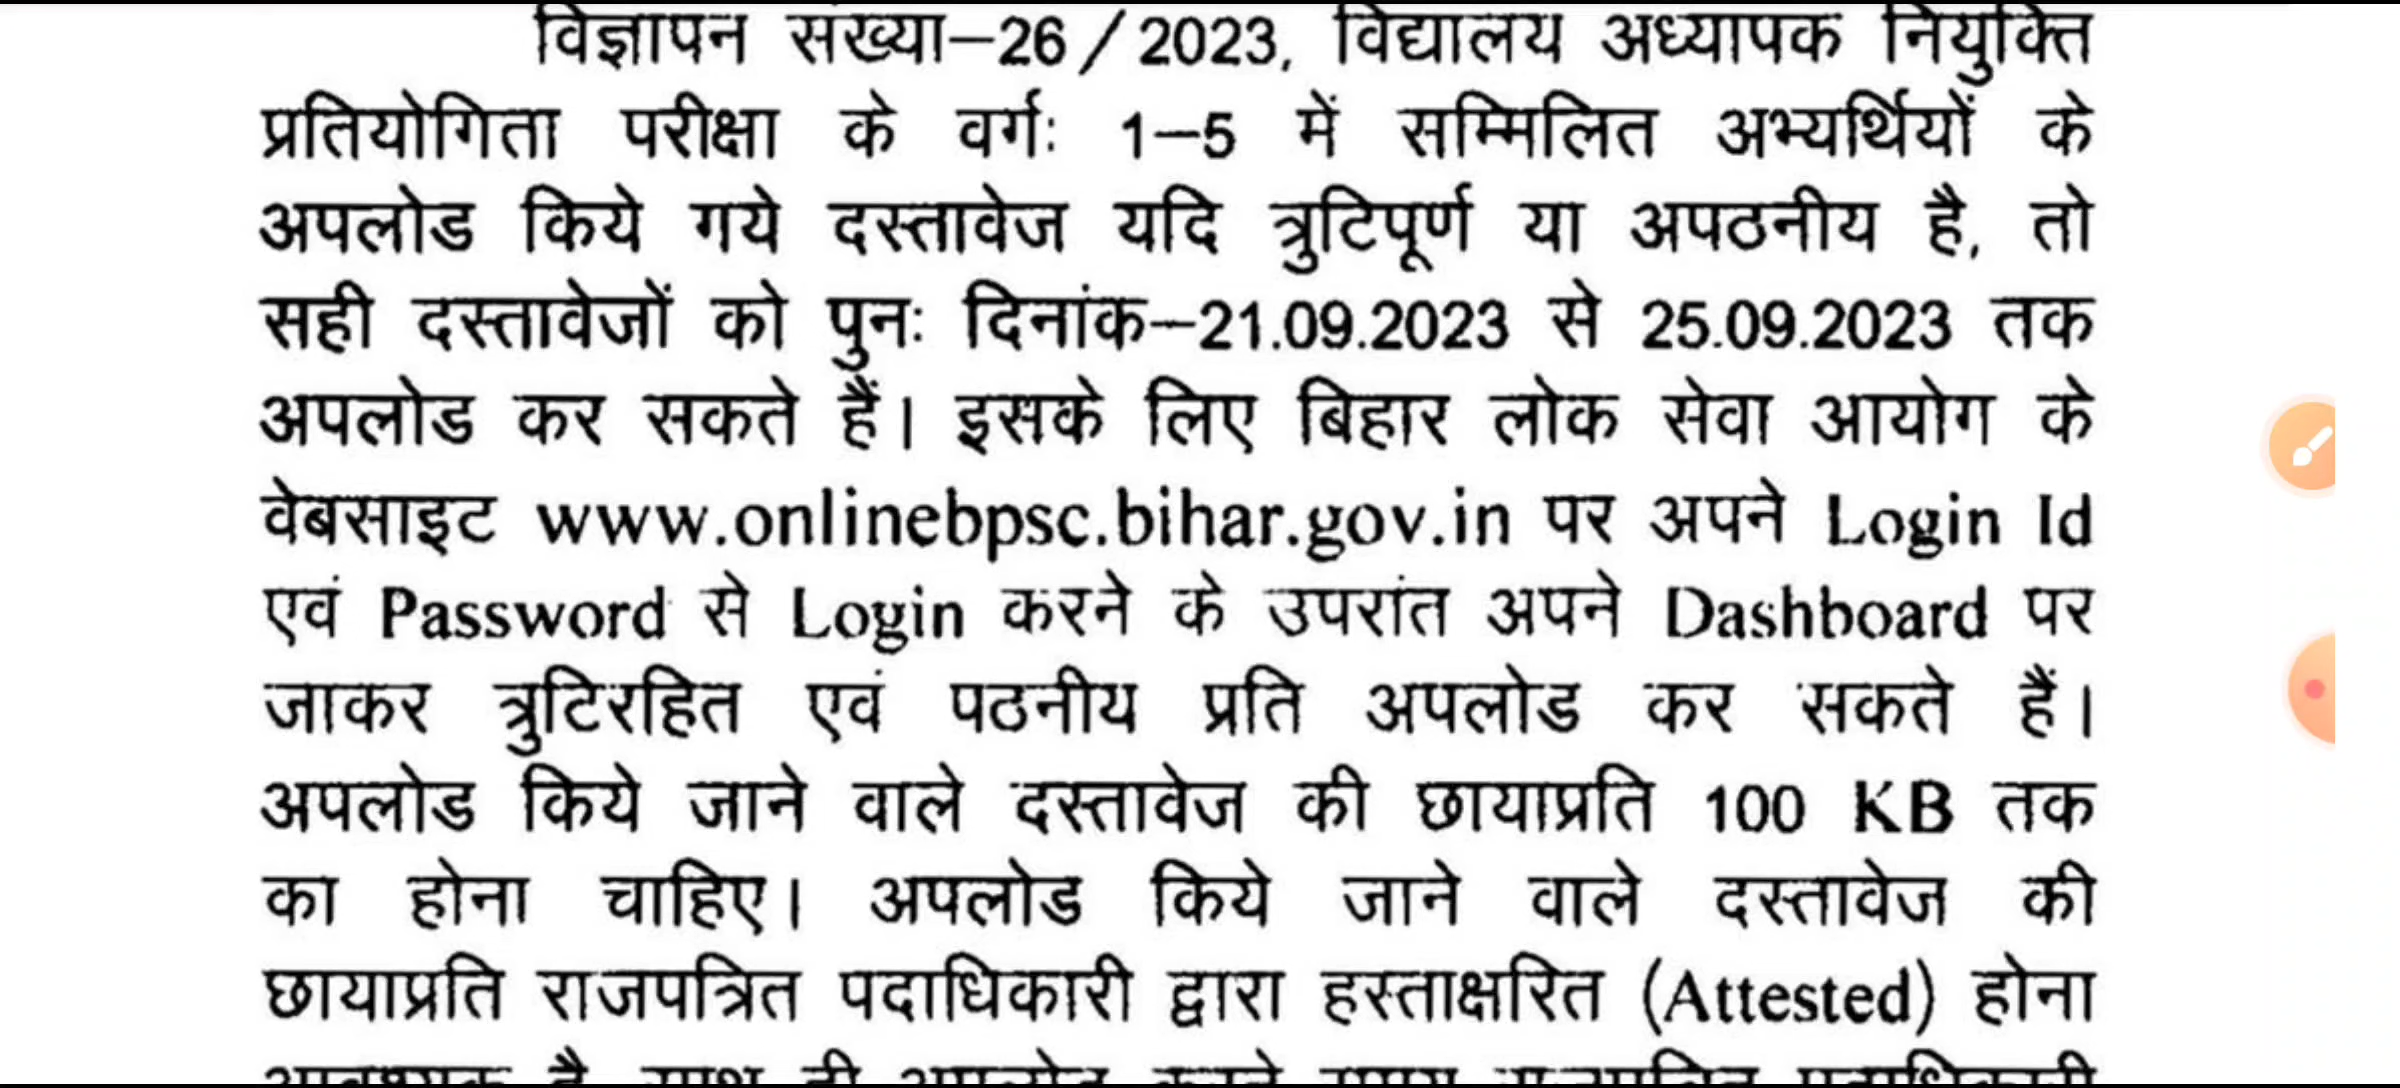 विज्ञापन संख्या–26/2023, विद्यालय अध्यापक नियुक्ति
प्रतियोगिता परीक्षा के वर्गः 1–5 में सम्मिलित अभ्यर्थियों के
अपलोड किये गये दस्तावेज यदि त्रुटिपूर्ण या अपठनीय है, तो
सही दस्तावेजों को पुनः दिनांक–21.09.2023 से 25.09.2023 तक
अपलोड कर सकते हैं। इसके लिए बिहार लोक सेवा आयोग के
वेबसाइट www.onlinebpsc.bihar.gov.in पर अपने Login Id
एवं Password से Login करने के उपरांत अपने Dashboard पर
जाकर त्रुटिरहित एवं पठनीय प्रति अपलोड कर सकते हैं।
अपलोड किये जाने वाले दस्तावेज की छायाप्रति 100 KB तक
का होना चाहिए। अपलोड किये जाने वाले दस्तावेज की
छायाप्रति राजपत्रित पदाधिकारी द्वारा हस्ताक्षरित (Attested) होना